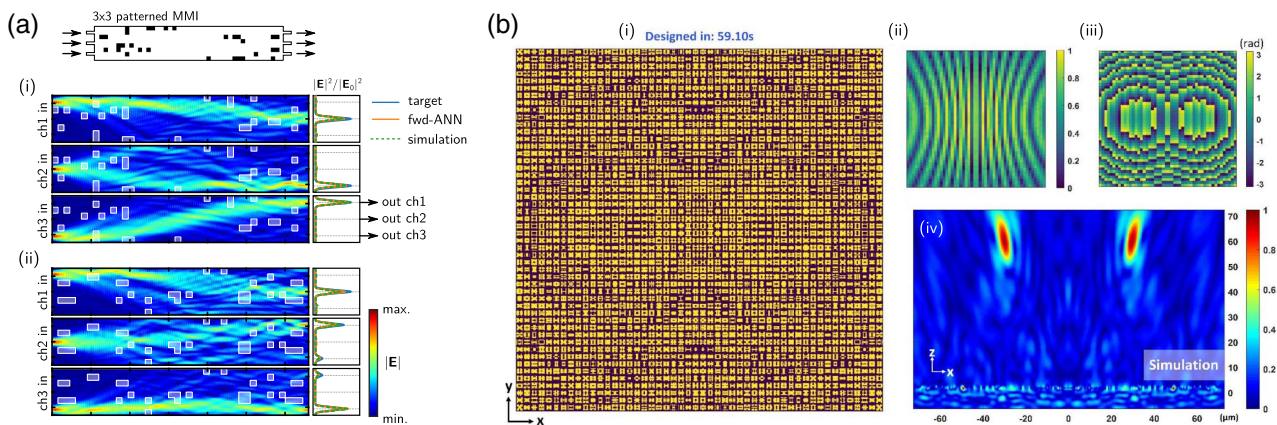 (a)
3x3 patterned MMI
(i)
|E|²/|E₀|²
ch1 in
ch2 in
ch3 in
target
fwd-ANN
simulation
out ch1
out ch2
out ch3
(ii)
ch1 in
ch2 in
ch3 in
max.
|E|
min.
(b)
(i)
Designed in: 59.10s
y
x
(ii)
1
0.8
0.6
0.4
0.2
0
(iii)
(rad)
3
2
1
0
-1
-2
-3
(iv)
z
x
Simulation
70
60
50
40
30
20
10
0
-60
-40
-20
0
20
40
60
(μm)
1
0.8
0.6
0.4
0.2
0